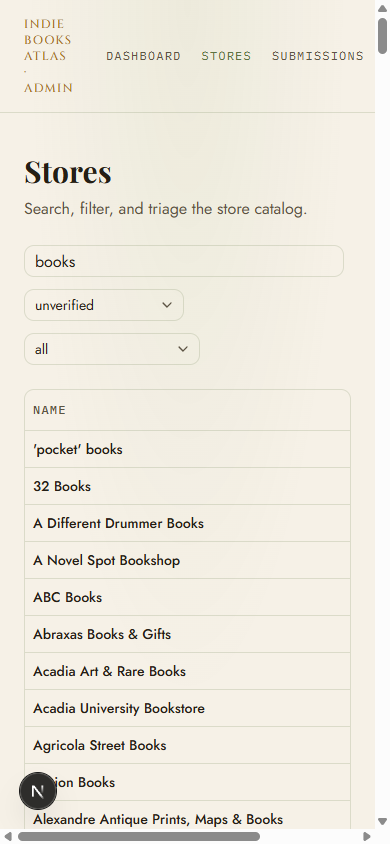 INDIE
BOOKS
ATLAS
·
ADMIN
DASHBOARD STORES SUBMISSIONS
Stores
Search, filter, and triage the store catalog.
books
unverified
all
NAME
'pocket' books
32 Books
A Different Drummer Books
A Novel Spot Bookshop
ABC Books
Abraxas Books & Gifts
Acadia Art & Rare Books
Acadia University Bookstore
Agricola Street Books
N
Books
Alexandre Antique Prints, Maps & Books